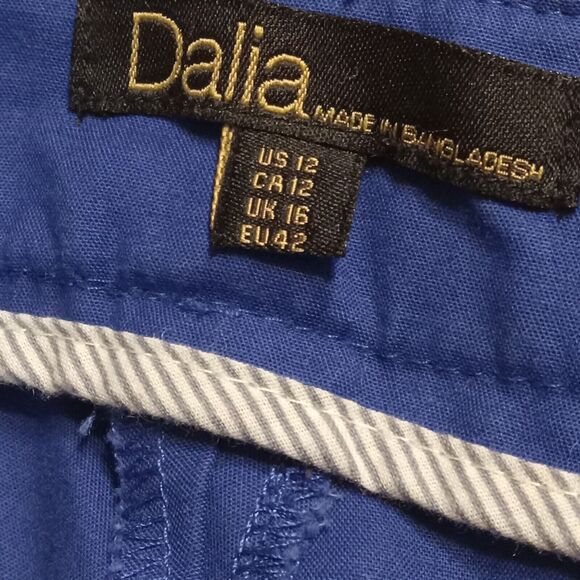 Dalia
MADE IN BANGLADESH
US 12
CA 12
UK 16
EU 42